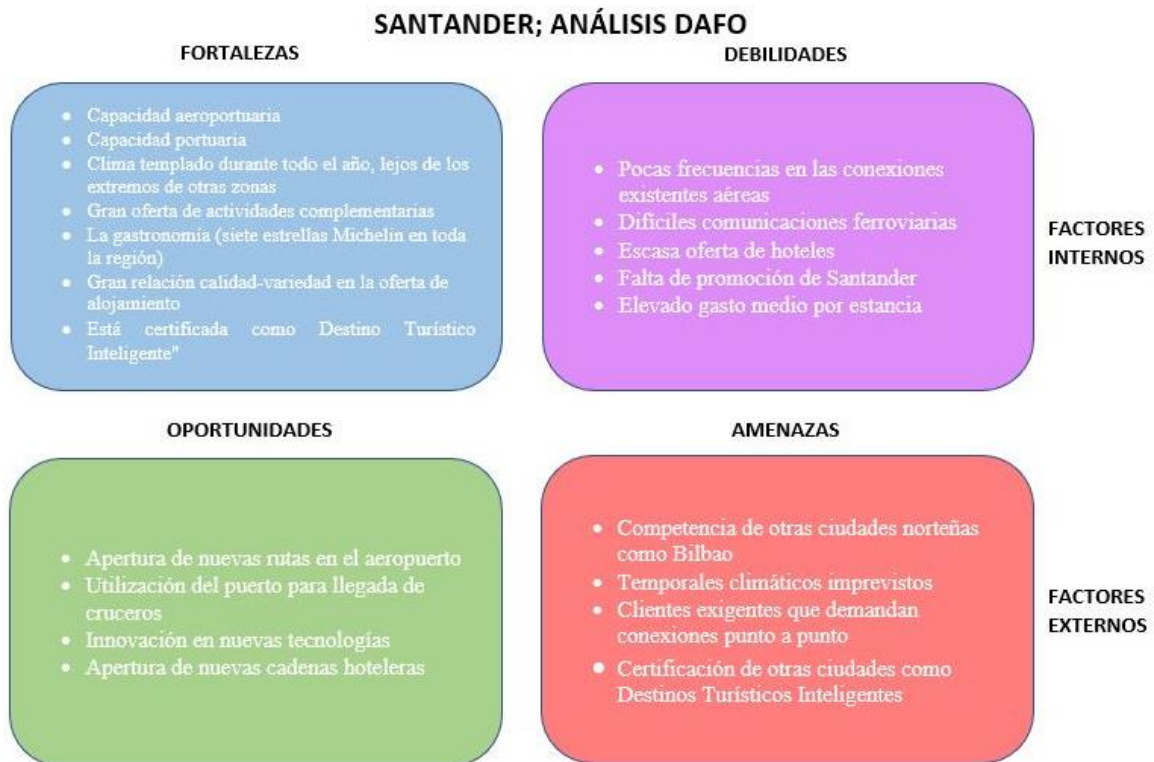 SANTANDER; ANÁLISIS DAFO
FORTALEZAS
• Capacidad aeroportuaria
• Capacidad portuaria
• Clima templado durante todo el año, lejos de los
extremos de otras zonas
• Gran oferta de actividades complementarias
• La gastronomía (siete estrellas Michelin en toda
la región)
• Gran relación calidad-variedad en la oferta de
alojamiento
• Está certificada como Destino Turístico
Inteligente"
DEBILIDADES
• Pocas frecuencias en las conexiones
existentes aéreas
• Difíciles comunicaciones ferroviarias
• Escasa oferta de hoteles
• Falta de promoción de Santander
• Elevado gasto medio por estancia
FACTORES
INTERNOS
OPORTUNIDADES
• Apertura de nuevas rutas en el aeropuerto
• Utilización del puerto para llegada de
cruceros
• Innovación en nuevas tecnologías
• Apertura de nuevas cadenas hoteleras
AMENAZAS
• Competencia de otras ciudades norteñas
como Bilbao
• Temporales climáticos imprevistos
• Clientes exigentes que demandan
conexiones punto a punto
• Certificación de otras ciudades como
Destinos Turísticos Inteligentes
FACTORES
EXTERNOS